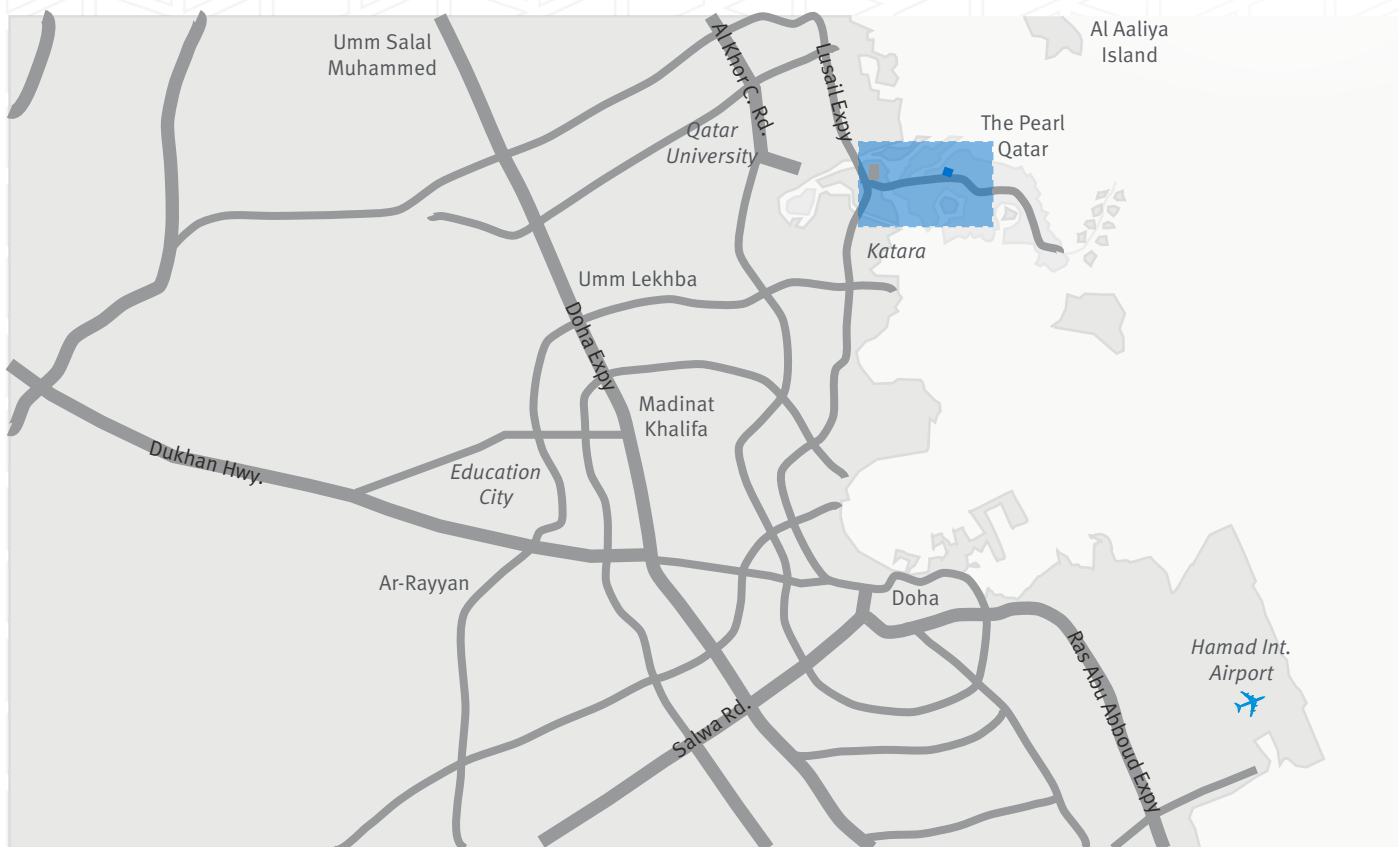 Umm Salal
Muhammed
Al Khor C. Rd.
Lusail Expy
Al Aaliya
Island
Qatar
University
The Pearl
Qatar
Katara
Umm Lekhba
Doha Expy
Madinat
Khalifa
Dukhan Hwy.
Education
City
Ar-Rayyan
Doha
Ras Abu Abboud Expy
Hamad Int.
Airport
Salwa Rd.